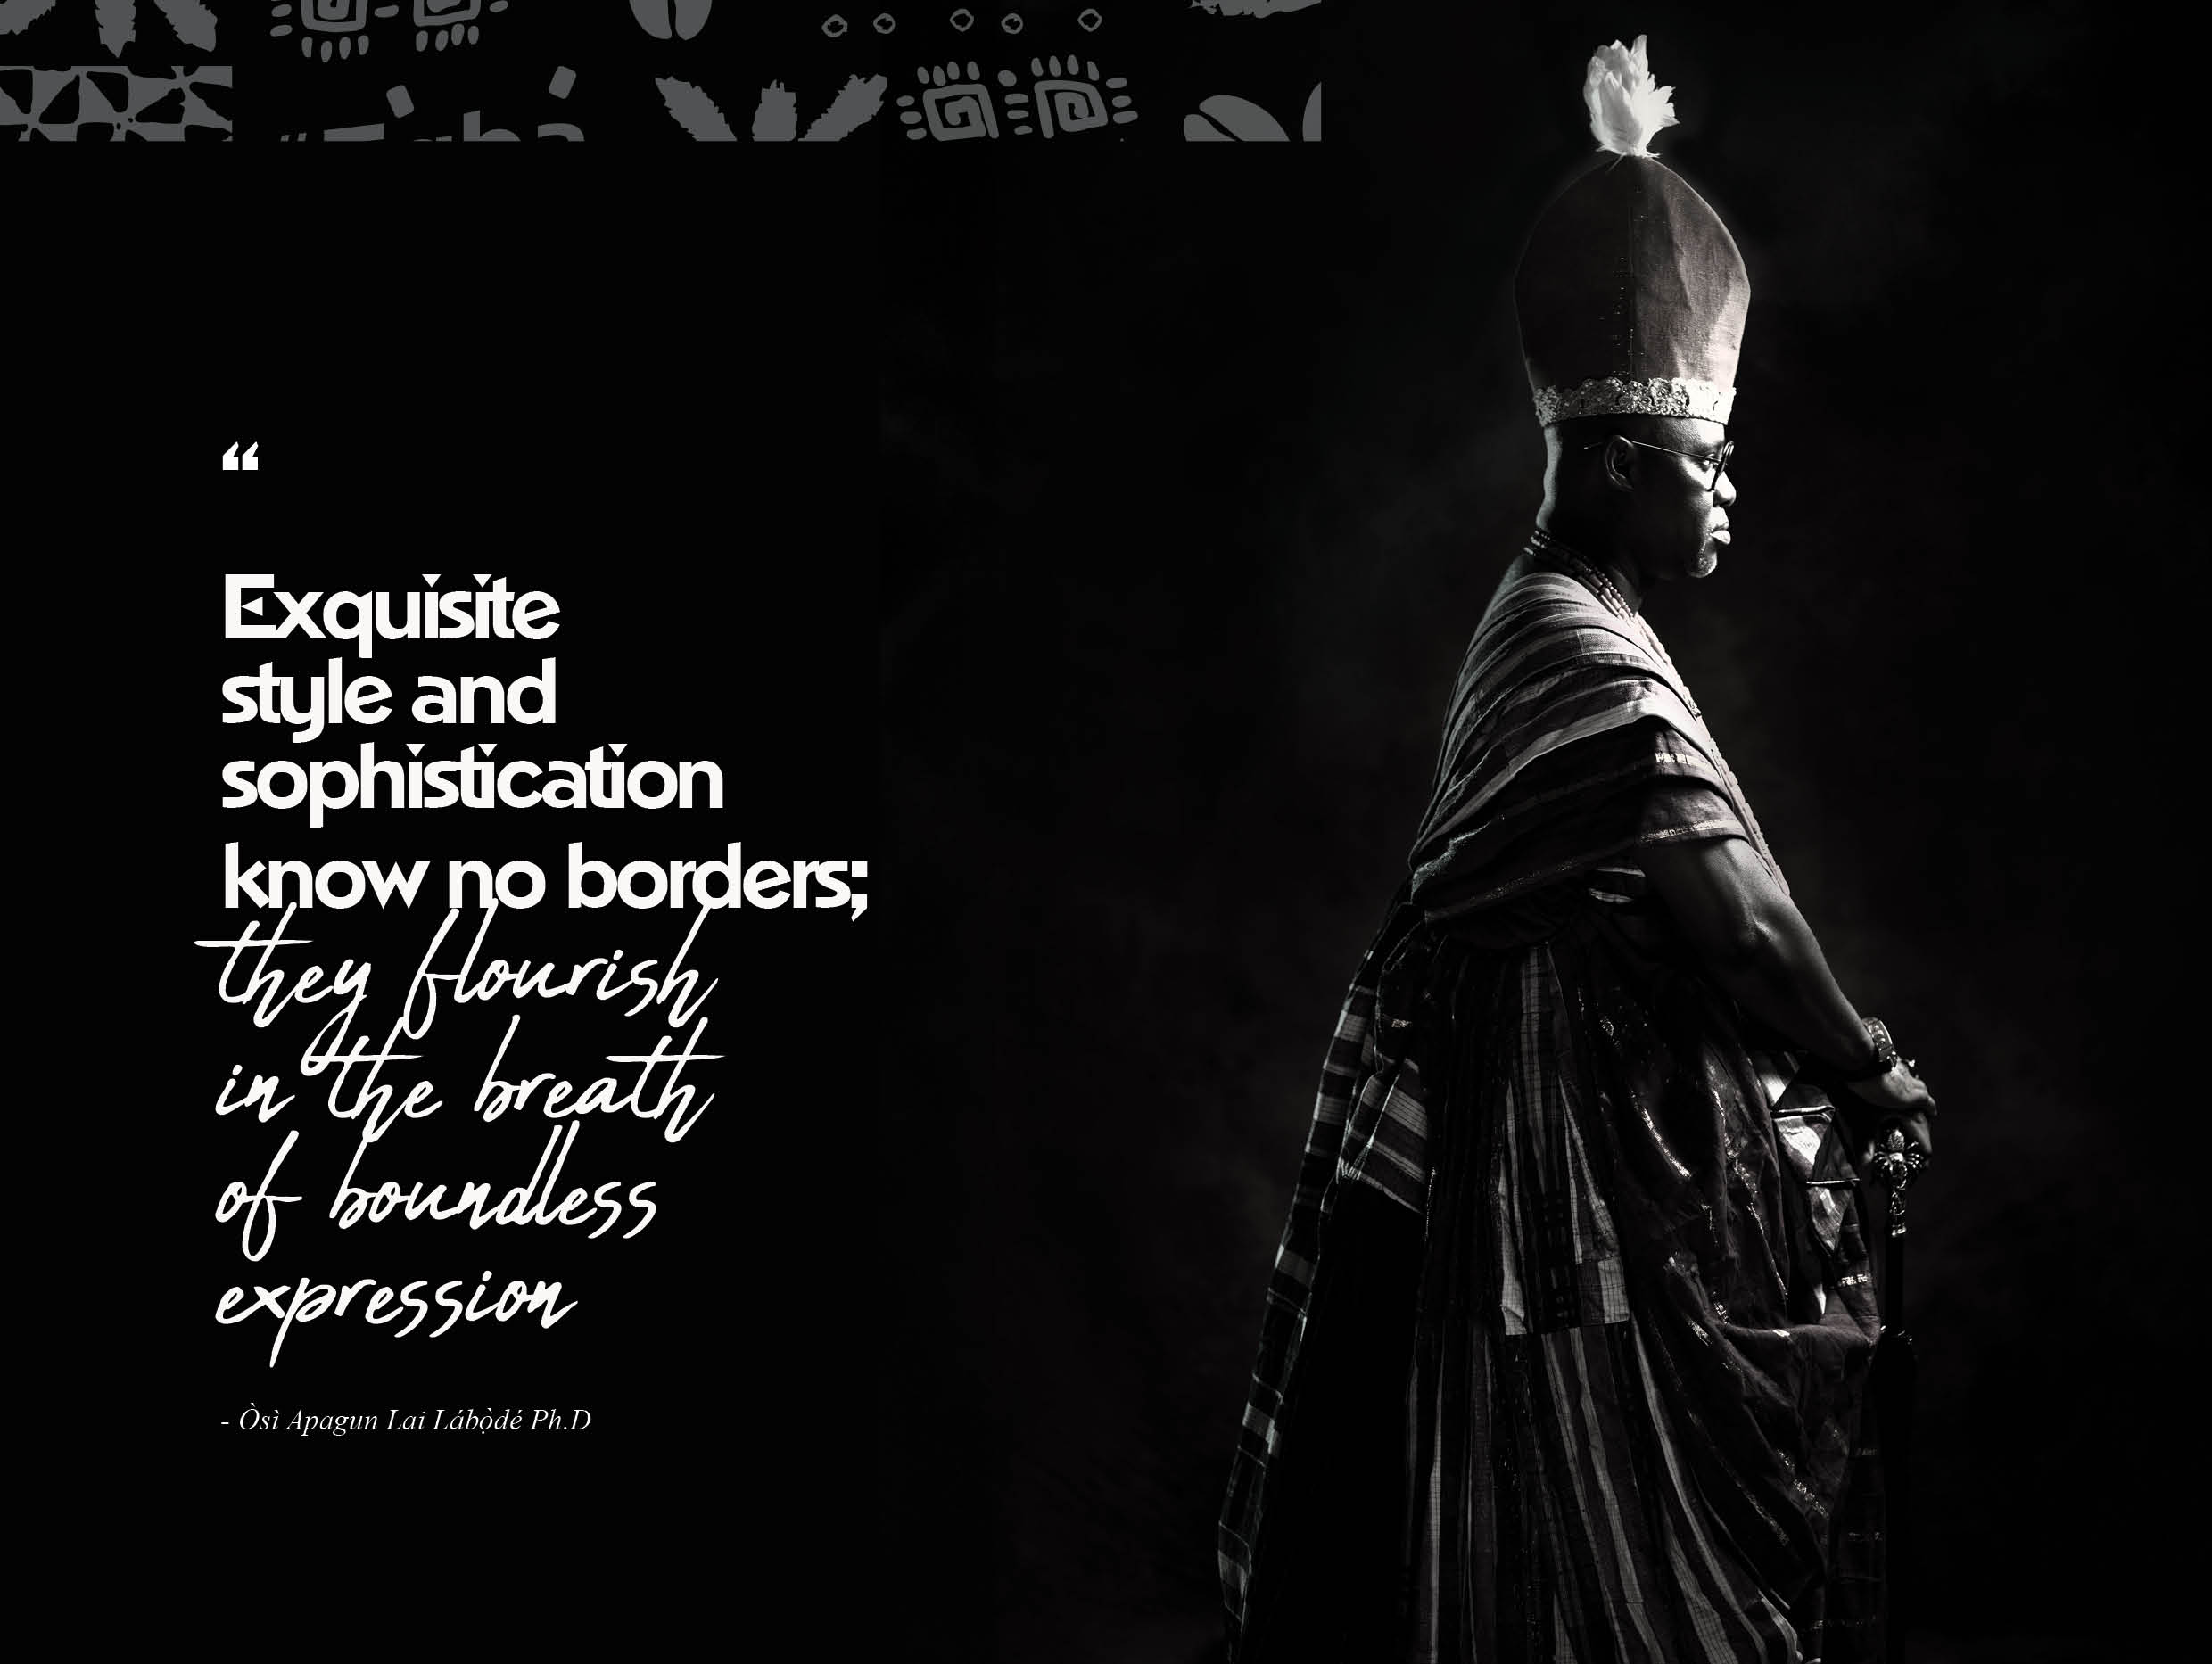 “
Exquisite
style and
sophistication
know no borders;
they flourish
in the breath
of boundless
expression
- Òsì Apagun Lai Lábọ̀dé Ph.D